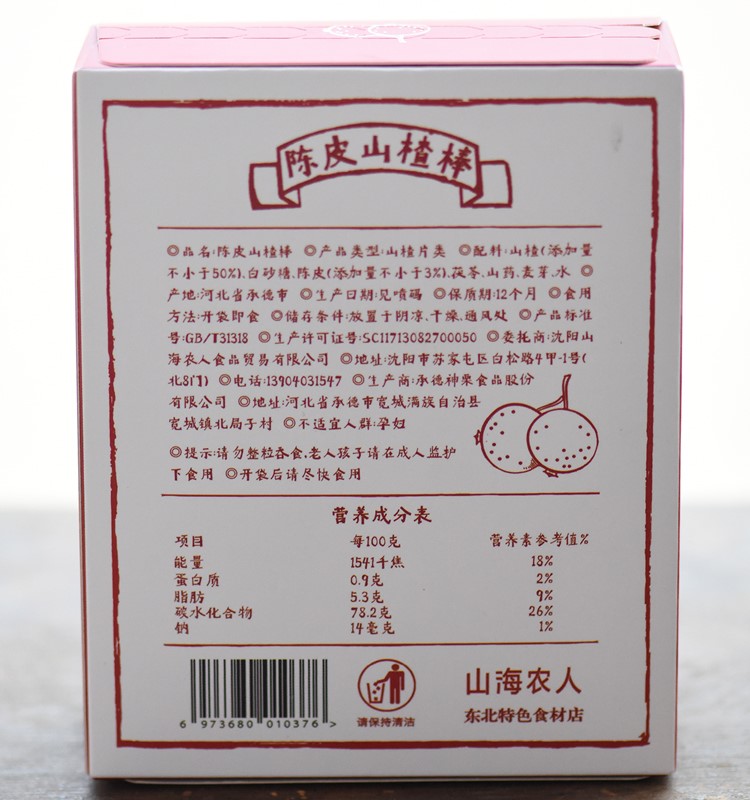 陈皮山楂棒
◎品名:陈皮山楂棒 ◎产品类型:山楂片类 ◎配料:山楂(添加量
不小于50%),白砂糖,陈皮(添加量不小于3%),茯苓,山药,麦芽,水 ◎
产地:河北省承德市 ◎生产日期:见喷码 ◎保质期:12个月 ◎食用
方法:开袋即食 ◎储存条件:放置于阴凉、干燥、通风处 ◎产品标准
号:GB/T31318 ◎生产许可证号:SC11713082700050 ◎委托商:沈阳山
海农人食品贸易有限公司 ◎地址:沈阳市苏家屯区白松路4甲-1号(
北8门) ◎电话:13904031547 ◎生产商:承德神栗食品股份
有限公司 ◎地址:河北省承德市宽城满族自治县
宽城镇北局子村 ◎不适宜人群:孕妇
◎提示:请勿整粒吞食,老人孩子请在成人监护
下食用 ◎开袋后请尽快食用
营养成分表
项目 每100克 营养素参考值%
能量 1541千焦 18%
蛋白质 0.9克 2%
脂肪 5.3克 9%
碳水化合物 78.2克 26%
钠 14毫克 1%
6 973680 010376 >
请保持清洁
山海农人
东北特色食材店